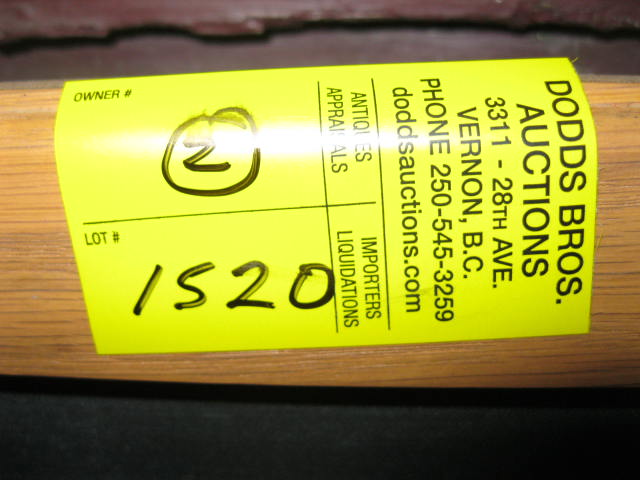 DODDS BROS.
AUCTIONS
3311 - 28TH AVE.
VERNON, B.C.
PHONE 250-545-3259
doddsauctions.com
ANTIQUES
APPRAISALS
IMPORTERS
LIQUIDATIONS
OWNER #
2
LOT #
1520